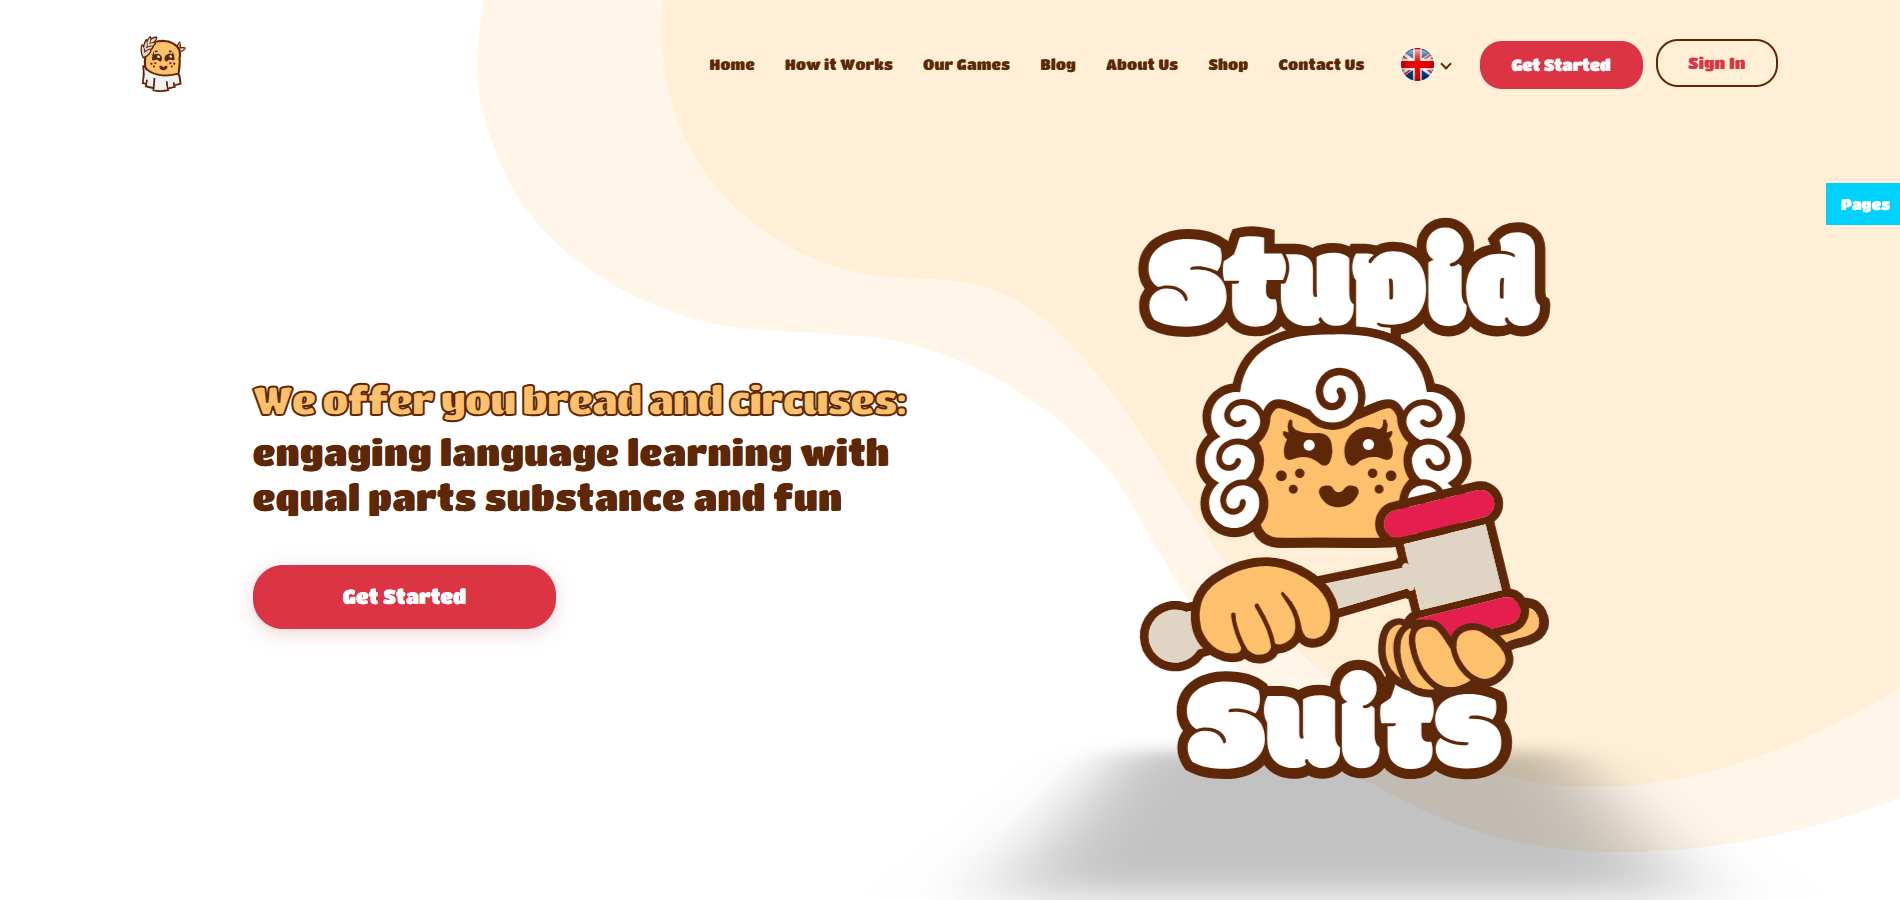 Home How it Works Our Games Blog About Us Shop Contact Us Get Started Sign In
Pages
Stupid
We offer you bread and circuses:
engaging language learning with
equal parts substance and fun
Get Started
Suits